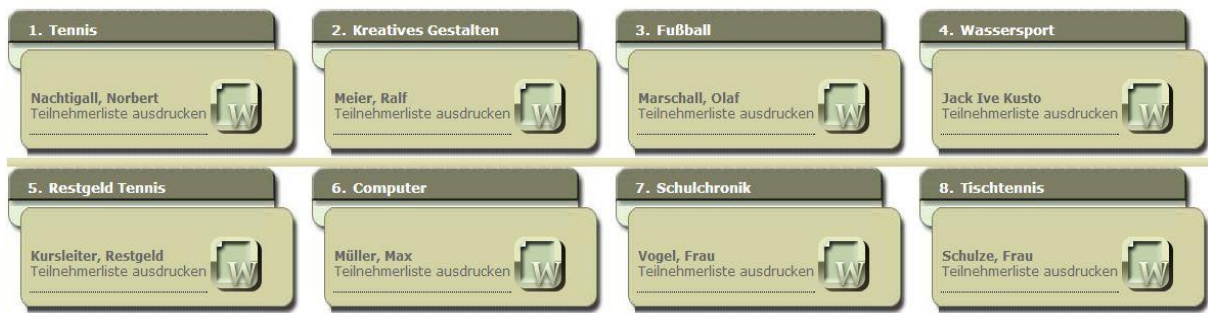 1. Tennis
Nachtigall, Norbert
Teilnehmerliste ausdrucken
W
2. Kreatives Gestalten
Meier, Ralf
Teilnehmerliste ausdrucken
W
3. Fußball
Marschall, Olaf
Teilnehmerliste ausdrucken
W
4. Wassersport
Jack Ive Kusto
Teilnehmerliste ausdrucken
W
5. Restgeld Tennis
Kursleiter, Restgeld
Teilnehmerliste ausdrucken
W
6. Computer
Müller, Max
Teilnehmerliste ausdrucken
W
7. Schulchronik
Vogel, Frau
Teilnehmerliste ausdrucken
W
8. Tischtennis
Schulze, Frau
Teilnehmerliste ausdrucken
W